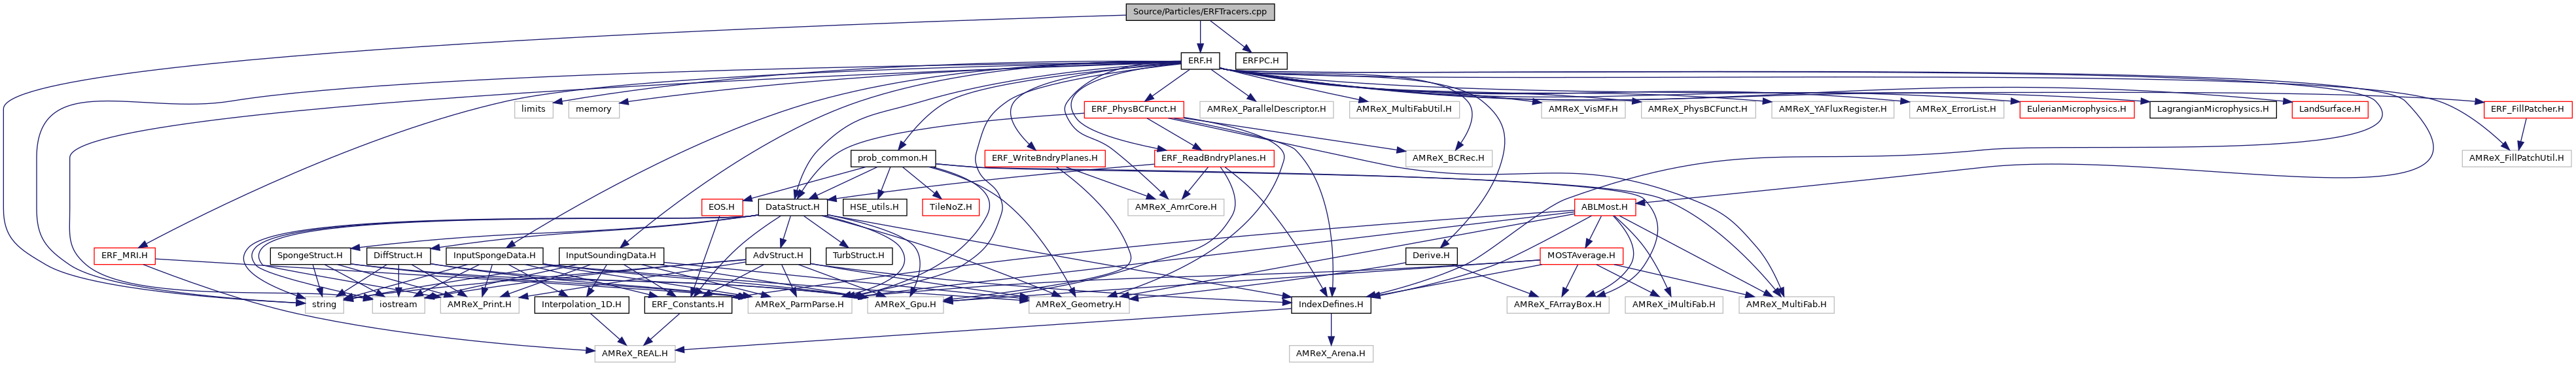 Source/Particles/ERFTracers.cpp
ERF.H
ERFPC.H
limits
memory
ERF_PhysBCFunct.H
AMReX_ParallelDescriptor.H
AMReX_MultiFabUtil.H
AMReX_VisMF.H
AMReX_PhysBCFunct.H
AMReX_YAFluxRegister.H
AMReX_ErrorList.H
EulerianMicrophysics.H
LagrangianMicrophysics.H
LandSurface.H
ERF_FillPatcher.H
prob_common.H
ERF_WriteBndryPlanes.H
ERF_ReadBndryPlanes.H
AMReX_BCRec.H
AMReX_FillPatchUtil.H
EOS.H
DataStruct.H
HSE_utils.H
TileNoZ.H
AMReX_AmrCore.H
ABLMost.H
ERF_MRI.H
SpongeStruct.H
DiffStruct.H
InputSpongeData.H
InputSoundingData.H
AdvStruct.H
TurbStruct.H
Derive.H
MOSTAverage.H
string
iostream
AMReX_Print.H
Interpolation_1D.H
ERF_Constants.H
AMReX_ParmParse.H
AMReX_Gpu.H
AMReX_Geometry.H
IndexDefines.H
AMReX_FArrayBox.H
AMReX_iMultiFab.H
AMReX_MultiFab.H
AMReX_REAL.H
AMReX_Arena.H